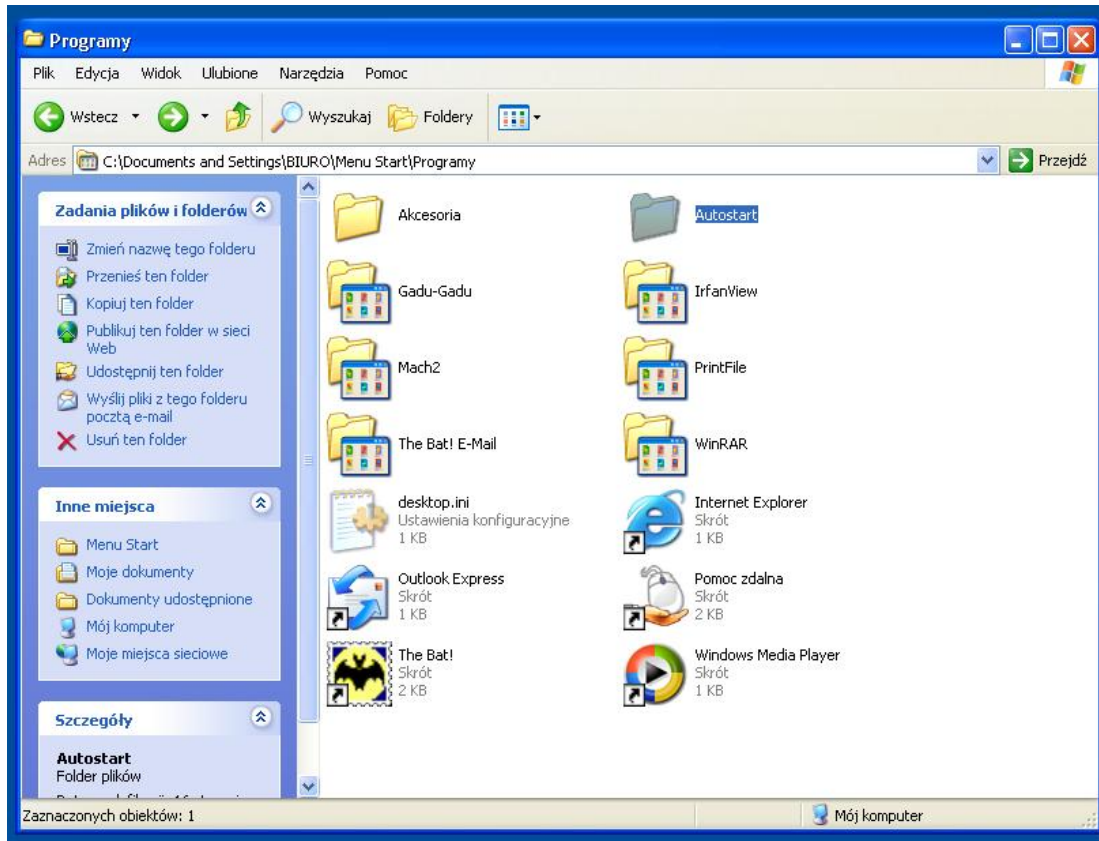 Programy
Plik Edycja Widok Ulubione Narzędzia Pomoc
Wstecz Wyszukaj Foldery
Adres C:\Documents and Settings\BIURO\Menu Start\Programy Przejdź
Zadania plików i folderów
Zmień nazwę tego folderu
Przenieś ten folder
Kopiuj ten folder
Publikuj ten folder w sieci
Web
Udostępnij ten folder
Wyślij pliki z tego folderu
pocztą e-mail
Usuń ten folder
Inne miejsca
Menu Start
Moje dokumenty
Dokumenty udostępnione
Mój komputer
Moje miejsca sieciowe
Szczegóły
Autostart
Folder plików
Akcesoria
Autostart
Gadu-Gadu
IrfanView
Mach2
PrintFile
The Bat! E-Mail
WinRAR
desktop.ini
Ustawienia konfiguracyjne
1 KB
Internet Explorer
Skrót
1 KB
Outlook Express
Skrót
1 KB
Pomoc zdalna
Skrót
2 KB
The Bat!
Skrót
2 KB
Windows Media Player
Skrót
1 KB
Zaznaczonych obiektów: 1 Mój komputer